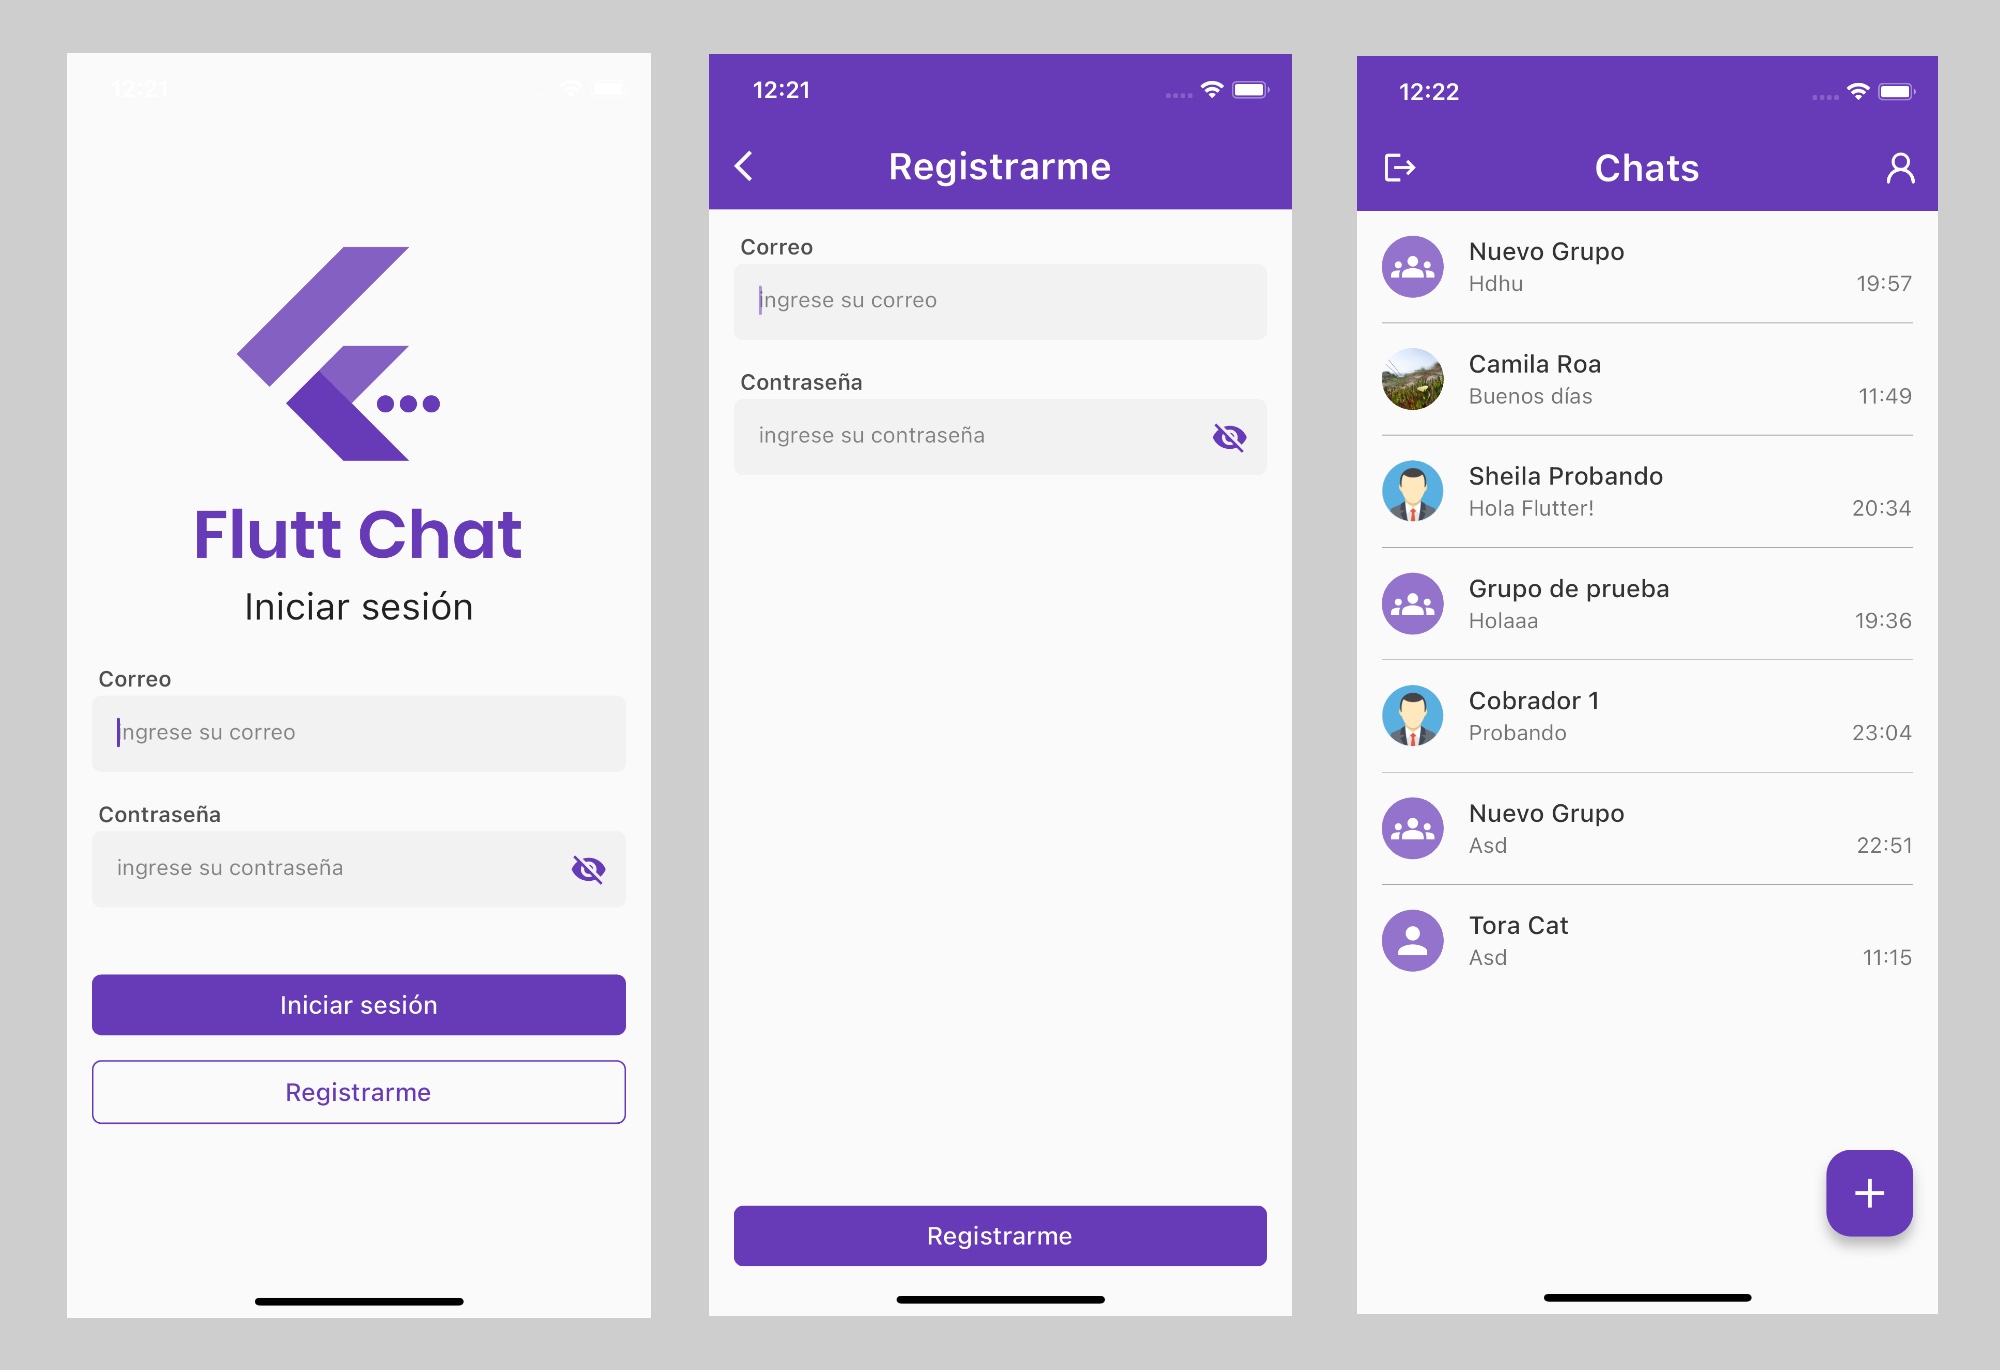 12:21
Flutt Chat
Iniciar sesión
Correo
ingrese su correo
Contraseña
ingrese su contraseña
Iniciar sesión
Registrarme
12:21
Registrarme
Correo
ingrese su correo
Contraseña
ingrese su contraseña
Registrarme
12:22
Chats
Nuevo Grupo
Hdhu 19:57
Camila Roa
Buenos días 11:49
Sheila Probando
Hola Flutter! 20:34
Grupo de prueba
Holaaa 19:36
Cobrador 1
Probando 23:04
Nuevo Grupo
Asd 22:51
Tora Cat
Asd 11:15